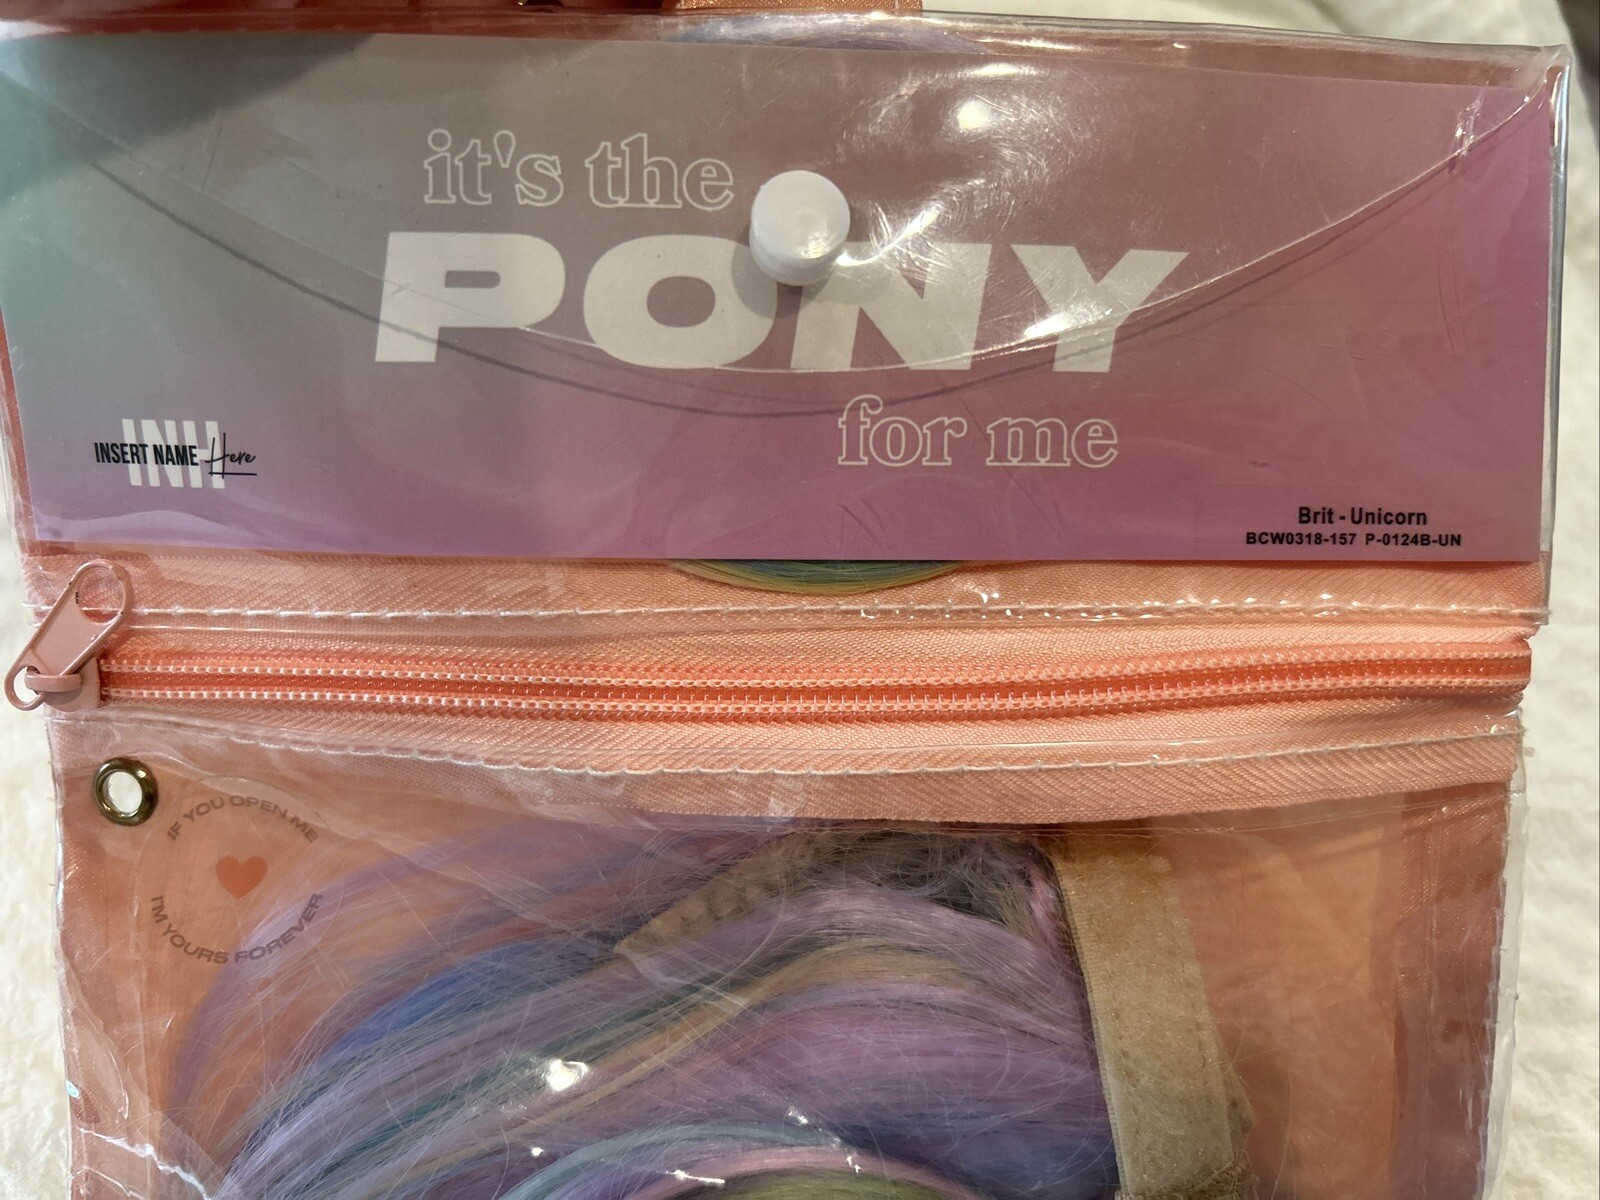 it's the
PONY
for me
INH
INSERT NAME Here
Brit - Unicorn
BCW0318-157 P-0124B-UN
IF YOU OPEN ME
I'M YOURS FOREVER